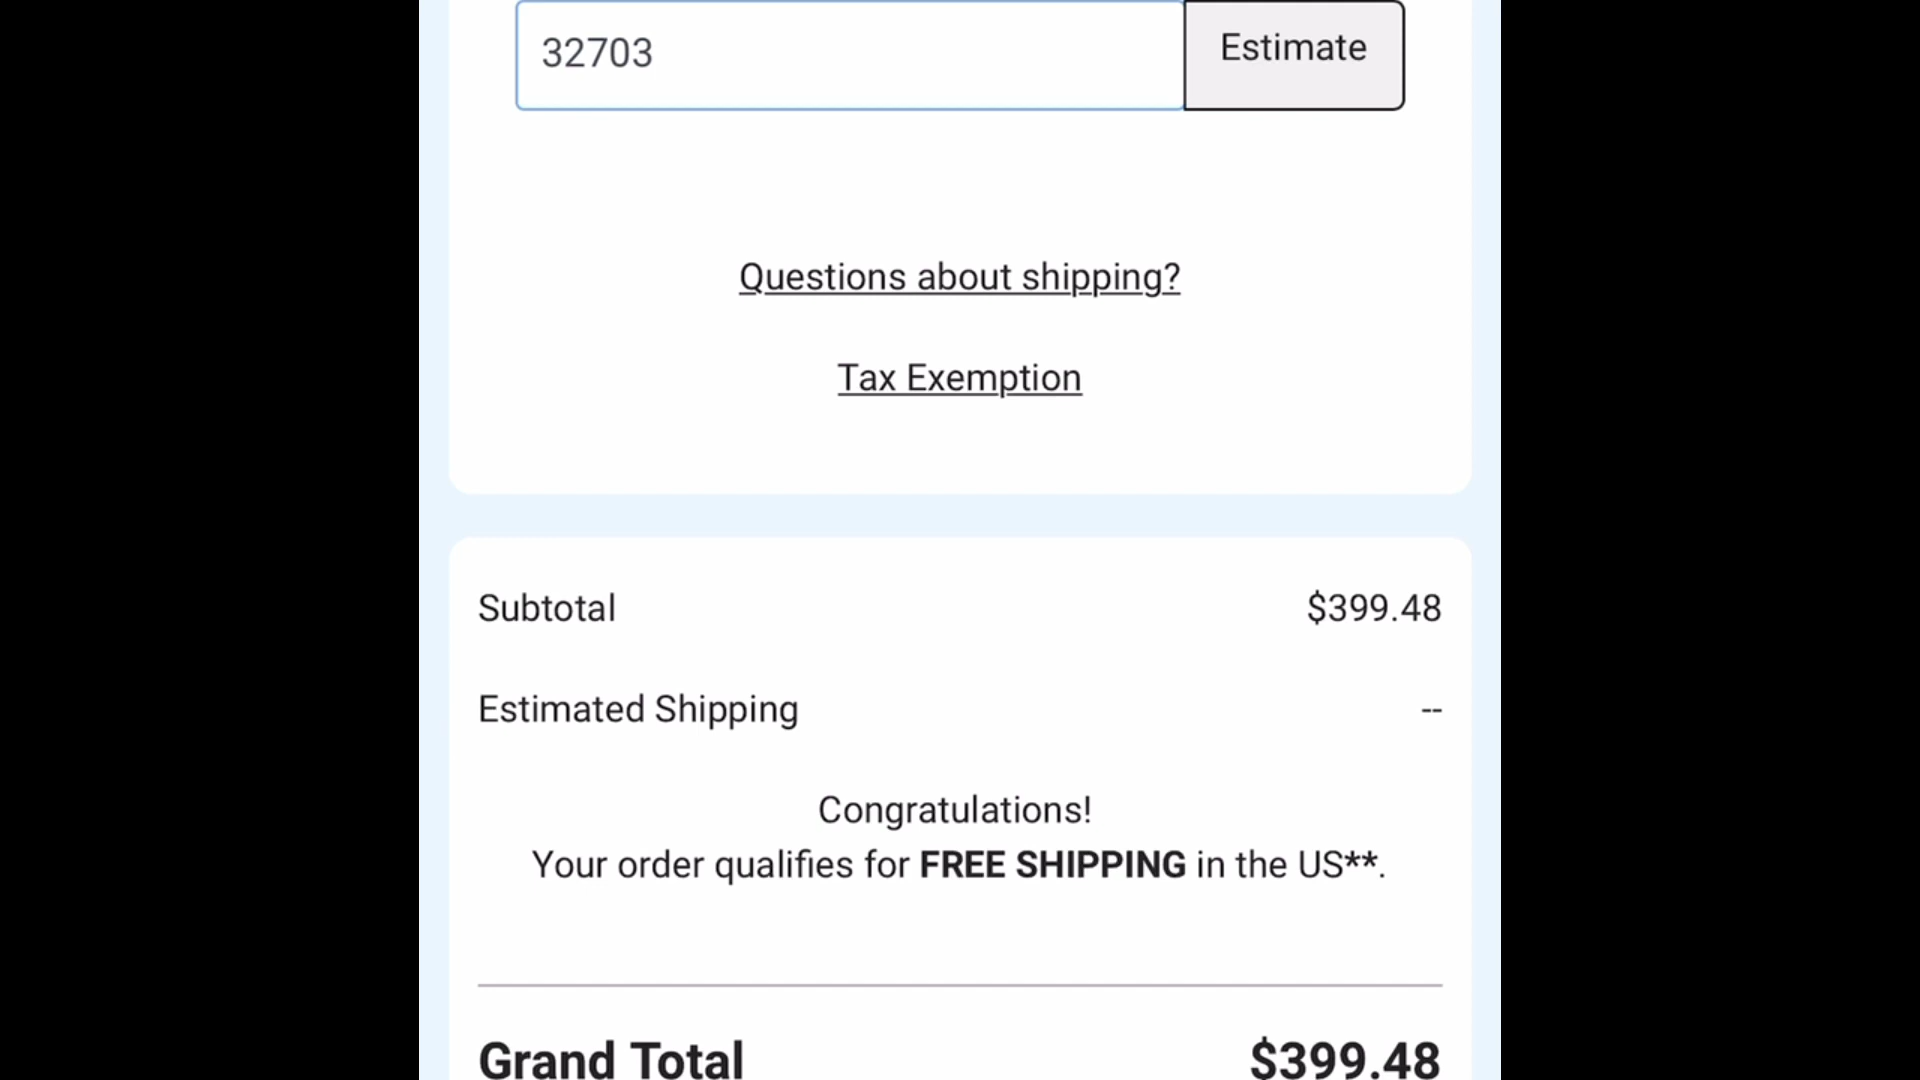 32703
Estimate
Questions about shipping?
Tax Exemption
Subtotal $399.48
Estimated Shipping --
Congratulations!
Your order qualifies for FREE SHIPPING in the US**.
Grand Total $399.48